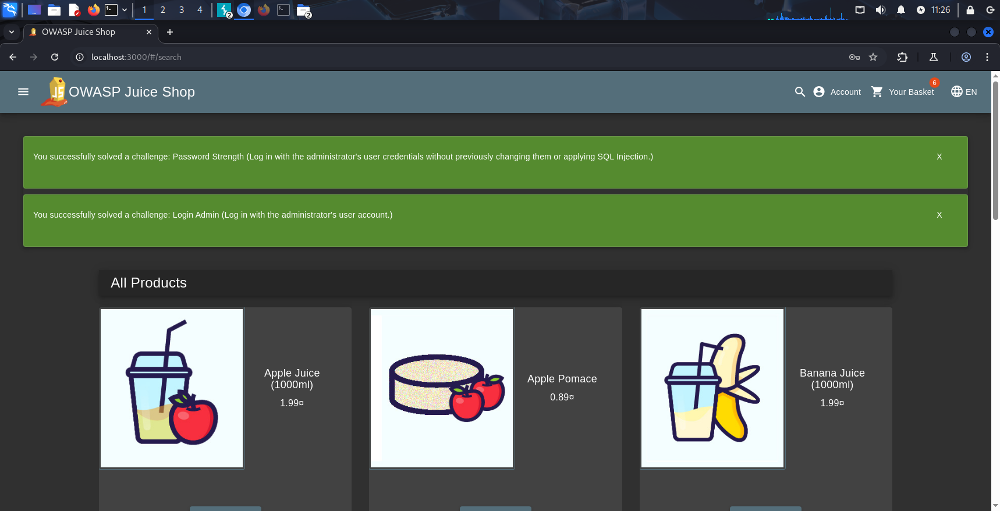 1 2 3 4
2
2
11:26
OWASP Juice Shop
localhost:3000/#/search
JS
OWASP Juice Shop
Account
Your Basket
6
EN
You successfully solved a challenge: Password Strength (Log in with the administrator's user credentials without previously changing them or applying SQL Injection.)
X
You successfully solved a challenge: Login Admin (Log in with the administrator's user account.)
X
All Products
Apple Juice
(1000ml)
1.99¤
Apple Pomace
0.89¤
Banana Juice
(1000ml)
1.99¤